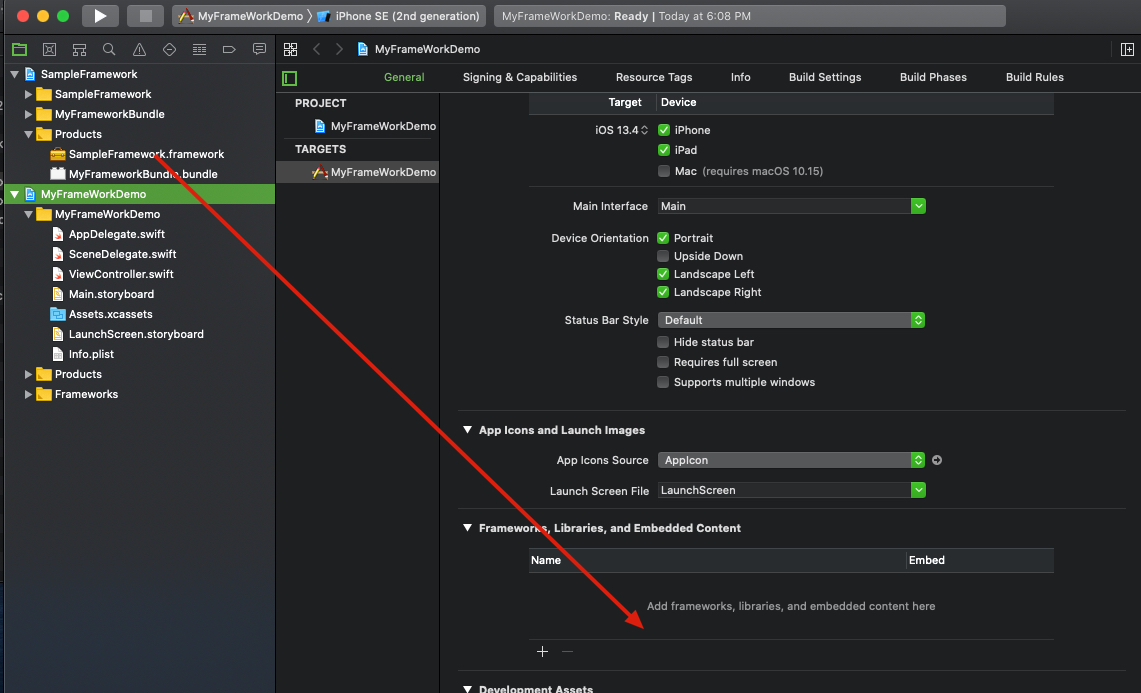 MyFrameWorkDemo iPhone SE (2nd generation)
MyFrameWorkDemo: Ready | Today at 6:08 PM
MyFrameWorkDemo
SampleFramework
SampleFramework
MyFrameworkBundle
Products
SampleFramework.framework
MyFrameworkBundle.bundle
MyFrameWorkDemo
MyFrameWorkDemo
AppDelegate.swift
SceneDelegate.swift
ViewController.swift
Main.storyboard
Assets.xcassets
LaunchScreen.storyboard
Info.plist
Products
Frameworks
General Signing & Capabilities Resource Tags Info Build Settings Build Phases Build Rules
PROJECT
MyFrameWorkDemo
TARGETS
MyFrameWorkDemo
Target Device
iOS 13.4 iPhone
iPad
Mac (requires macOS 10.15)
Main Interface Main
Device Orientation Portrait
Upside Down
Landscape Left
Landscape Right
Status Bar Style Default
Hide status bar
Requires full screen
Supports multiple windows
App Icons and Launch Images
App Icons Source AppIcon
Launch Screen File LaunchScreen
Frameworks, Libraries, and Embedded Content
Name Embed
Add frameworks, libraries, and embedded content here
Development Assets